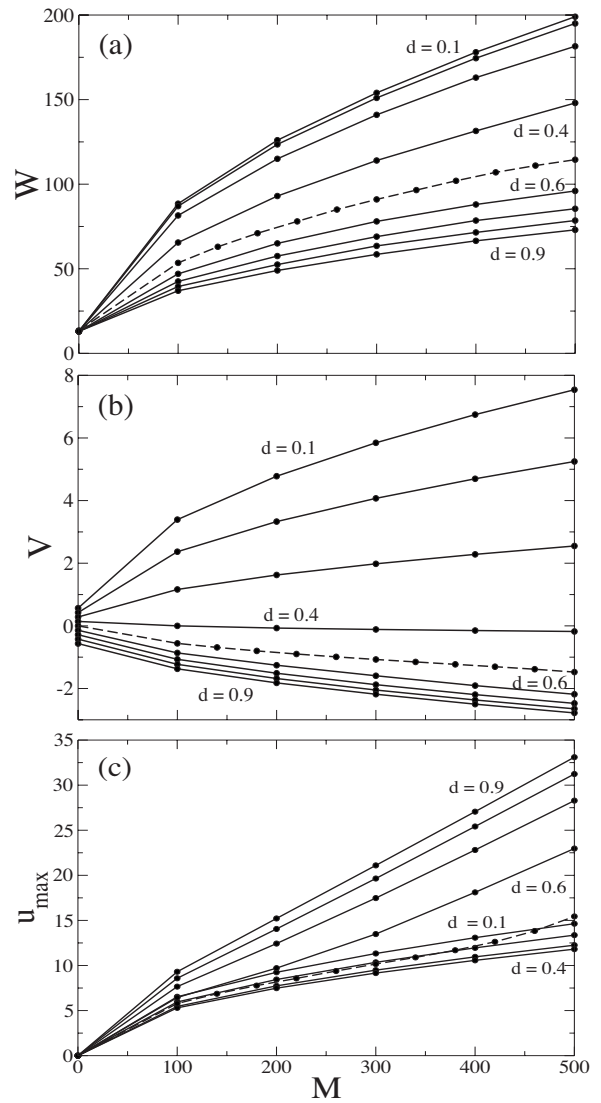 200
(a)
d = 0.1
150
d = 0.4
W
100
d = 0.6
50
d = 0.9
0
8
(b)
6
d = 0.1
4
V
2
d = 0.4
0
d = 0.6
-2
d = 0.9
35
(c)
30
d = 0.9
25
u_max
20
d = 0.6
15
d = 0.1
10
d = 0.4
5
0
0 100 200 300 400 500
M